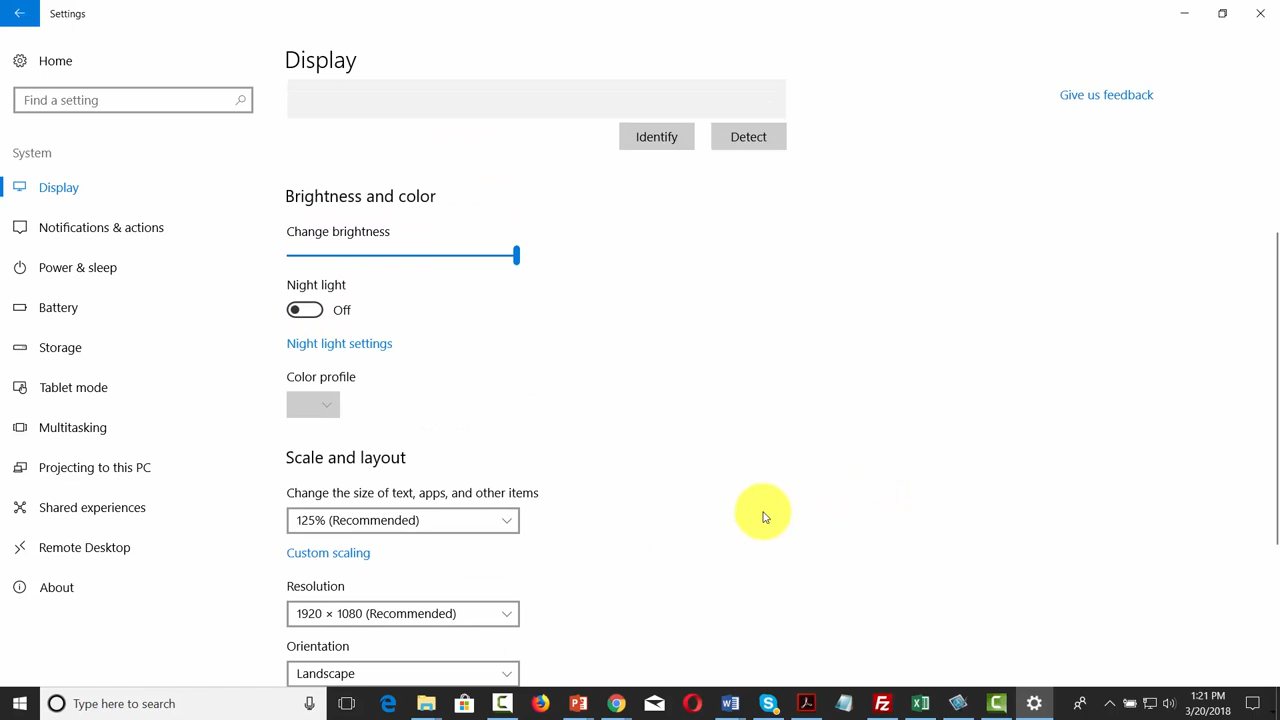 Settings
Home
Find a setting
System
Display
Notifications & actions
Power & sleep
Battery
Storage
Tablet mode
Multitasking
Projecting to this PC
Shared experiences
Remote Desktop
About
Display
Identify
Detect
Give us feedback
Brightness and color
Change brightness
Night light
Off
Night light settings
Color profile
Scale and layout
Change the size of text, apps, and other items
125% (Recommended)
Custom scaling
Resolution
1920 × 1080 (Recommended)
Orientation
Landscape
Type here to search
1:21 PM
3/20/2018